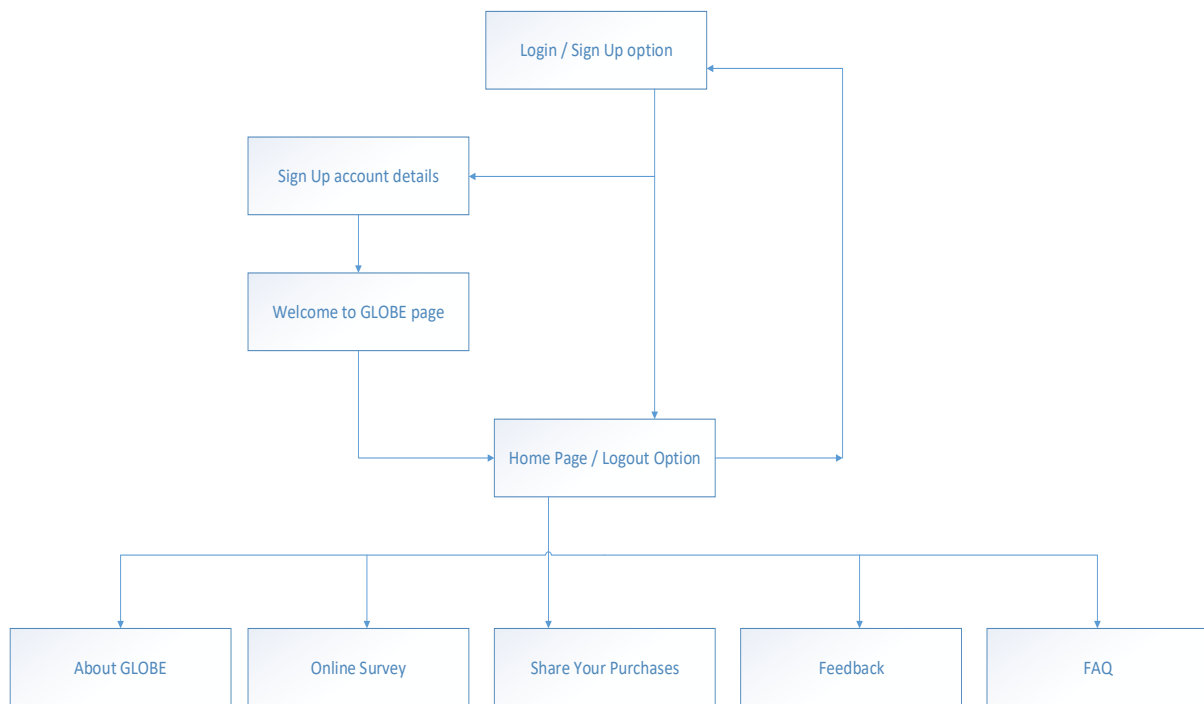 Login / Sign Up option
Sign Up account details
Welcome to GLOBE page
Home Page / Logout Option
About GLOBE
Online Survey
Share Your Purchases
Feedback
FAQ